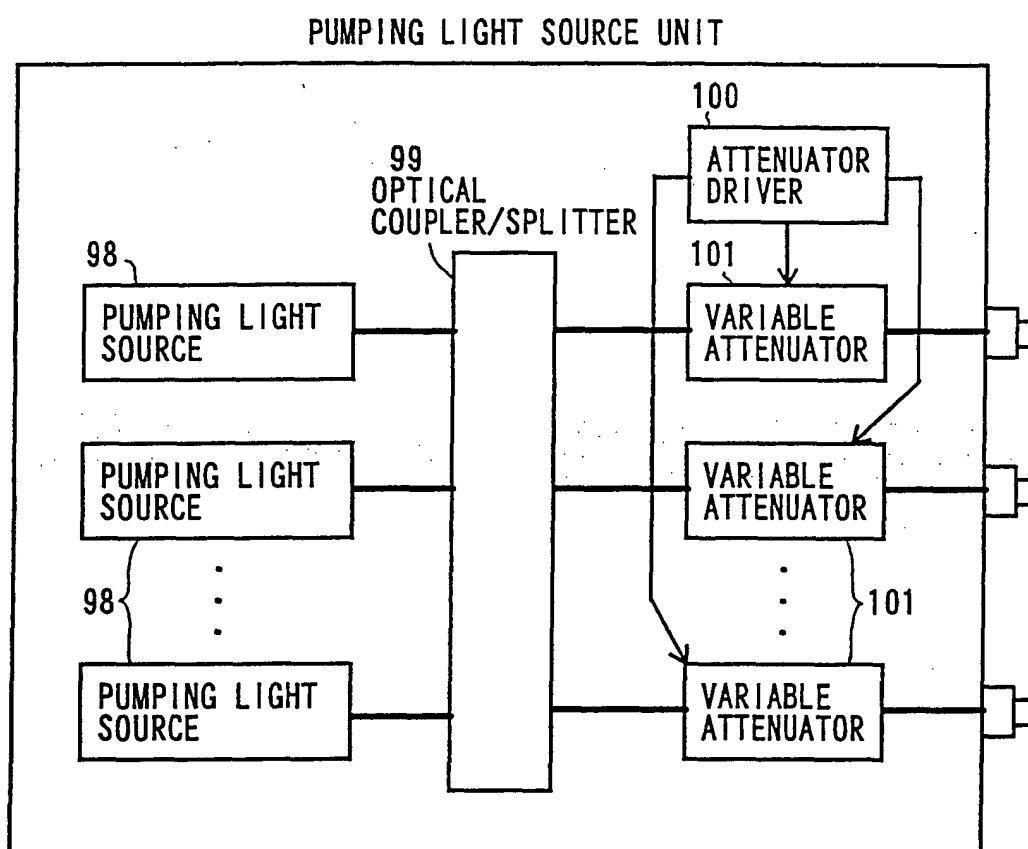 PUMPING LIGHT SOURCE UNIT
100
ATTENUATOR
DRIVER
99
OPTICAL
COUPLER/SPLITTER
98
PUMPING LIGHT
SOURCE
101
VARIABLE
ATTENUATOR
PUMPING LIGHT
SOURCE
VARIABLE
ATTENUATOR
98
101
PUMPING LIGHT
SOURCE
VARIABLE
ATTENUATOR